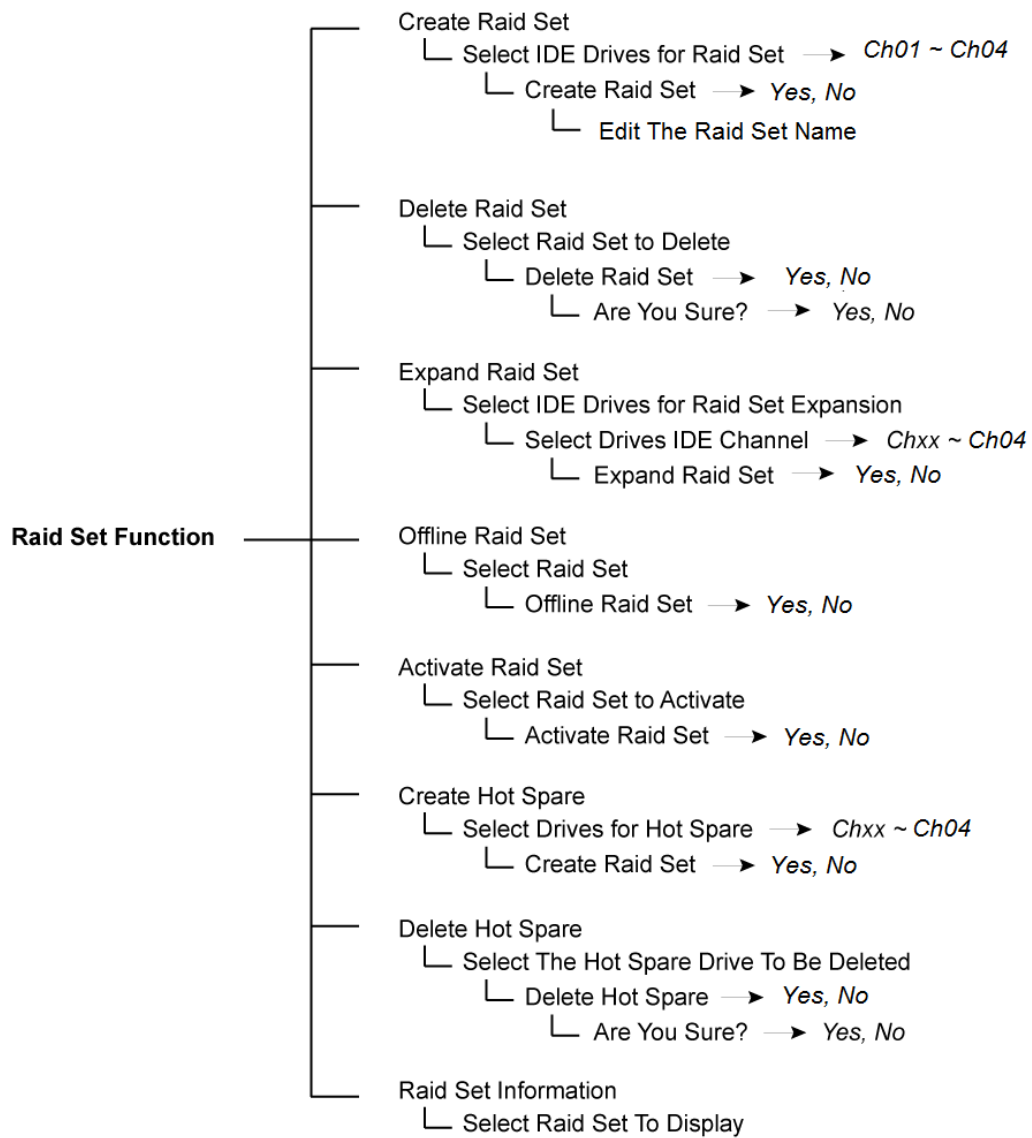 Create Raid Set
Select IDE Drives for Raid Set Ch01 ~ Ch04
Create Raid Set Yes, No
Edit The Raid Set Name
Delete Raid Set
Select Raid Set to Delete
Delete Raid Set Yes, No
Are You Sure? Yes, No
Expand Raid Set
Select IDE Drives for Raid Set Expansion
Select Drives IDE Channel Chxx ~ Ch04
Expand Raid Set Yes, No
Raid Set Function
Offline Raid Set
Select Raid Set
Offline Raid Set Yes, No
Activate Raid Set
Select Raid Set to Activate
Activate Raid Set Yes, No
Create Hot Spare
Select Drives for Hot Spare Chxx ~ Ch04
Create Raid Set Yes, No
Delete Hot Spare
Select The Hot Spare Drive To Be Deleted
Delete Hot Spare Yes, No
Are You Sure? Yes, No
Raid Set Information
Select Raid Set To Display